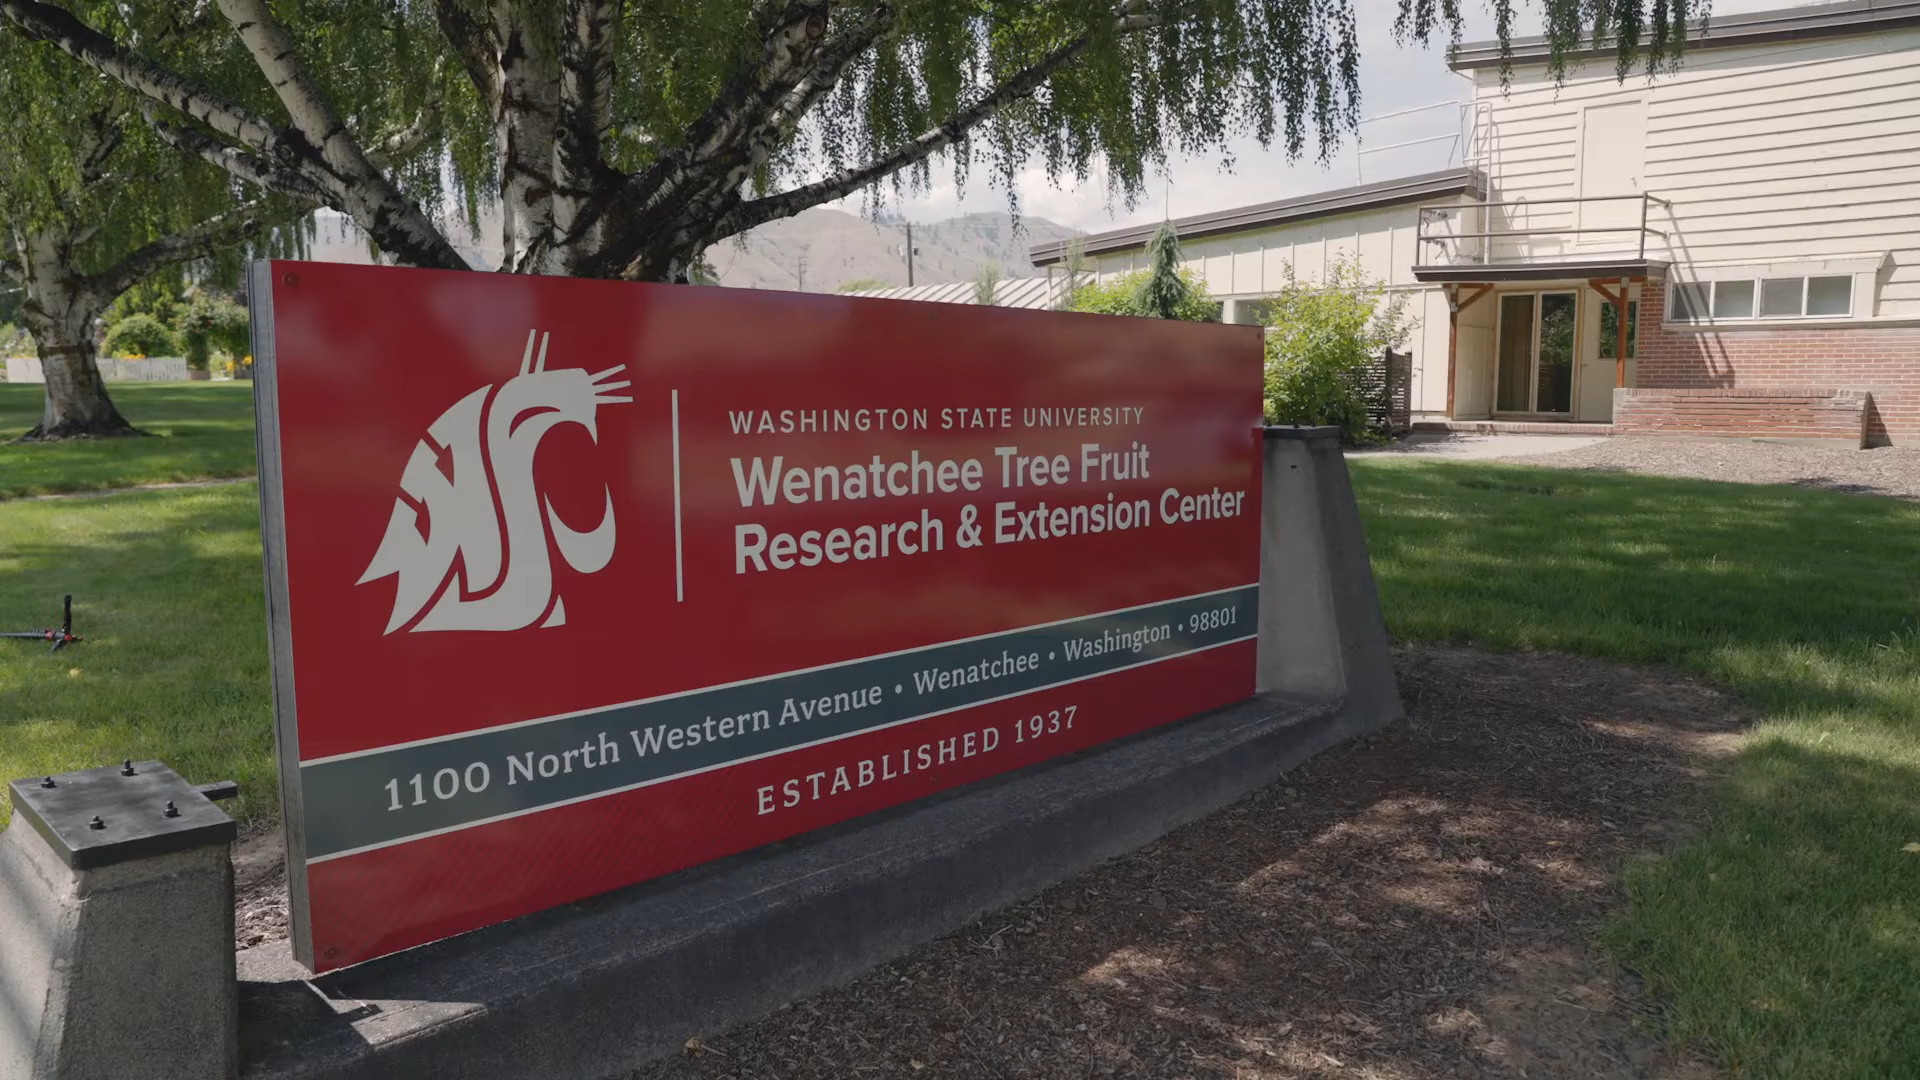 WASHINGTON STATE UNIVERSITY
Wenatchee Tree Fruit
Research & Extension Center
1100 North Western Avenue • Wenatchee • Washington • 98801
ESTABLISHED 1937